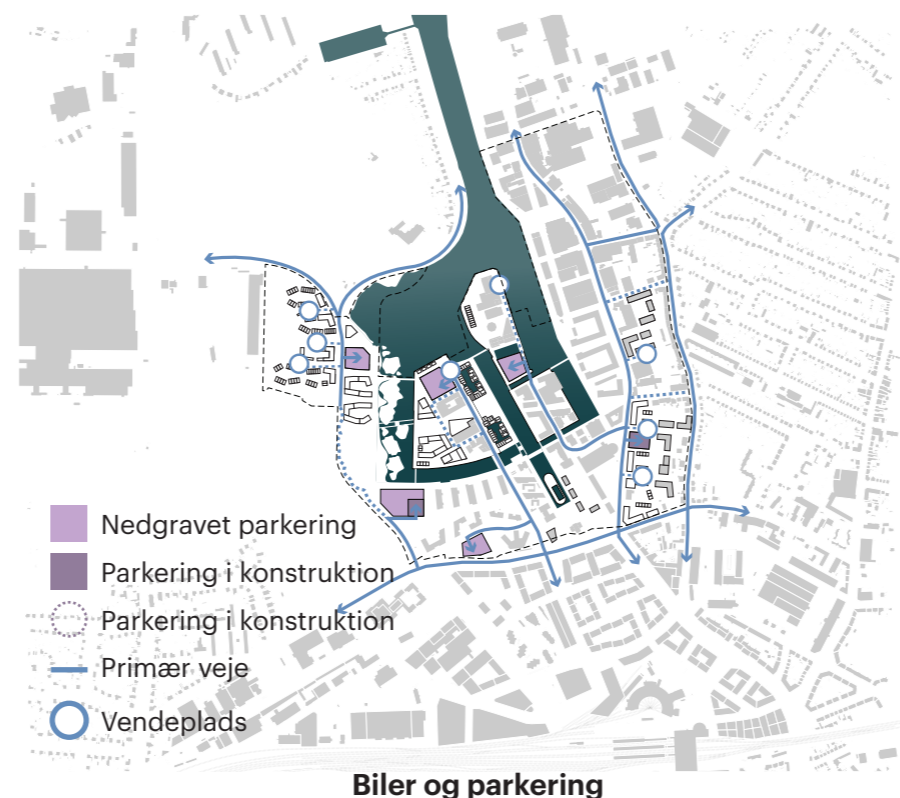 Nedgravet parkering
Parkering i konstruktion
Parkering i konstruktion
Primær veje
Vendeplads
Biler og parkering